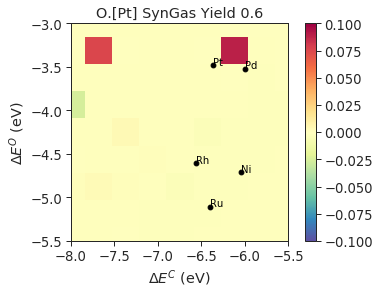 O.[Pt] SynGas Yield 0.6
−3.0
−3.5
−4.0
−4.5
−5.0
−5.5
ΔE^O (eV)
Pt
Pd
Rh
Ni
Ru
−8.0 −7.5 −7.0 −6.5 −6.0 −5.5
ΔE^C (eV)
0.100
0.075
0.050
0.025
0.000
−0.025
−0.050
−0.075
−0.100